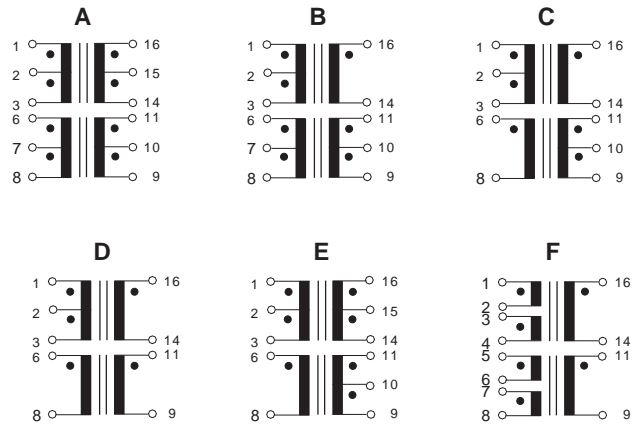 A B C
1 16 1 16 1 16
2 15 2 2
3 14 3 14 3 14
6 11 6 11 6 11
7 10 7 10 10
8 9 8 9 8 9
D E F
1 16 1 16 1 16
2 2 15 2
3
3 14 3 14 4 14
6 11 6 11 5 11
10 6
7
8 9 8 9 8 9